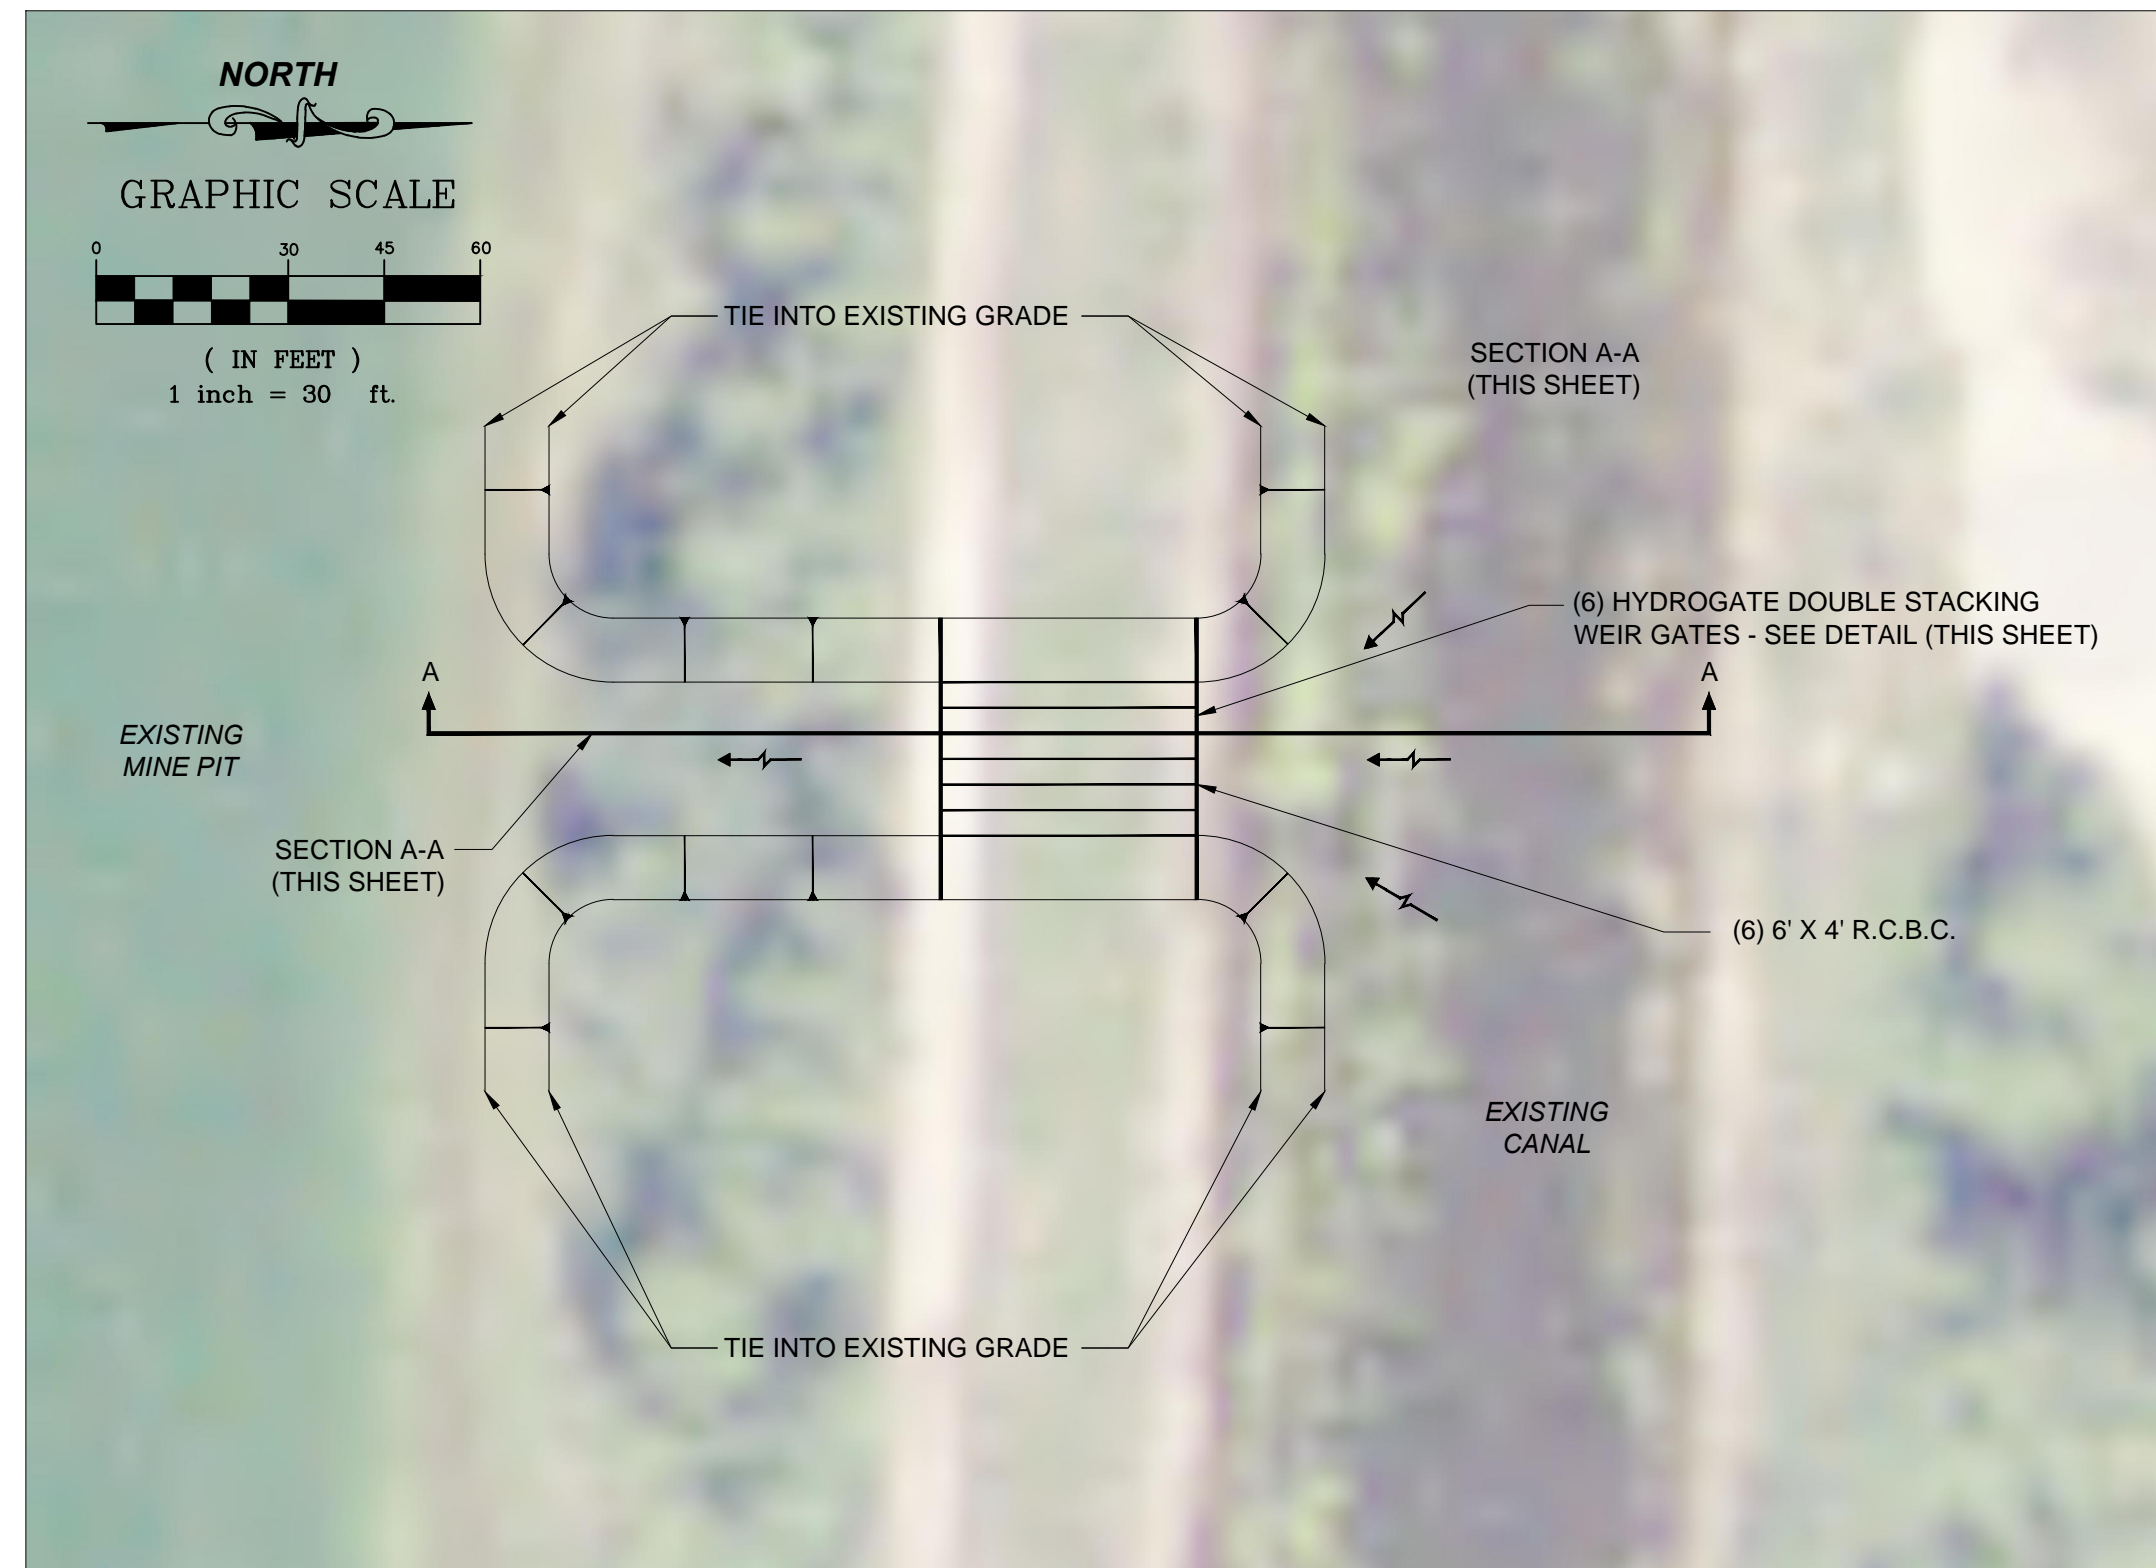 NORTH
GRAPHIC SCALE
0 30 45 60
( IN FEET )
1 inch = 30 ft.
TIE INTO EXISTING GRADE
SECTION A-A
(THIS SHEET)
(6) HYDROGATE DOUBLE STACKING
WEIR GATES - SEE DETAIL (THIS SHEET)
A
A
EXISTING
MINE PIT
SECTION A-A
(THIS SHEET)
(6) 6' X 4' R.C.B.C.
EXISTING
CANAL
TIE INTO EXISTING GRADE